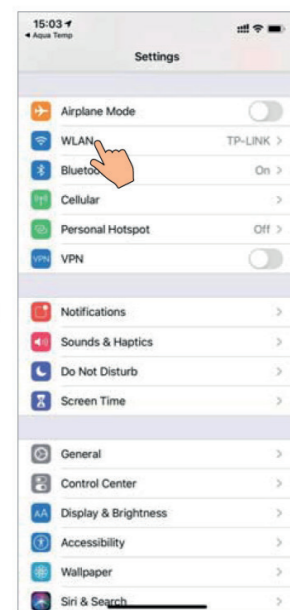 15:03
Aqua Temp
Settings
Airplane Mode
WLAN TP-LINK
Bluetoo On
Cellular
Personal Hotspot Off
VPN VPN
Notifications
Sounds & Haptics
Do Not Disturb
Screen Time
General
Control Center
AA Display & Brightness
Accessibility
Wallpaper
Siri & Search